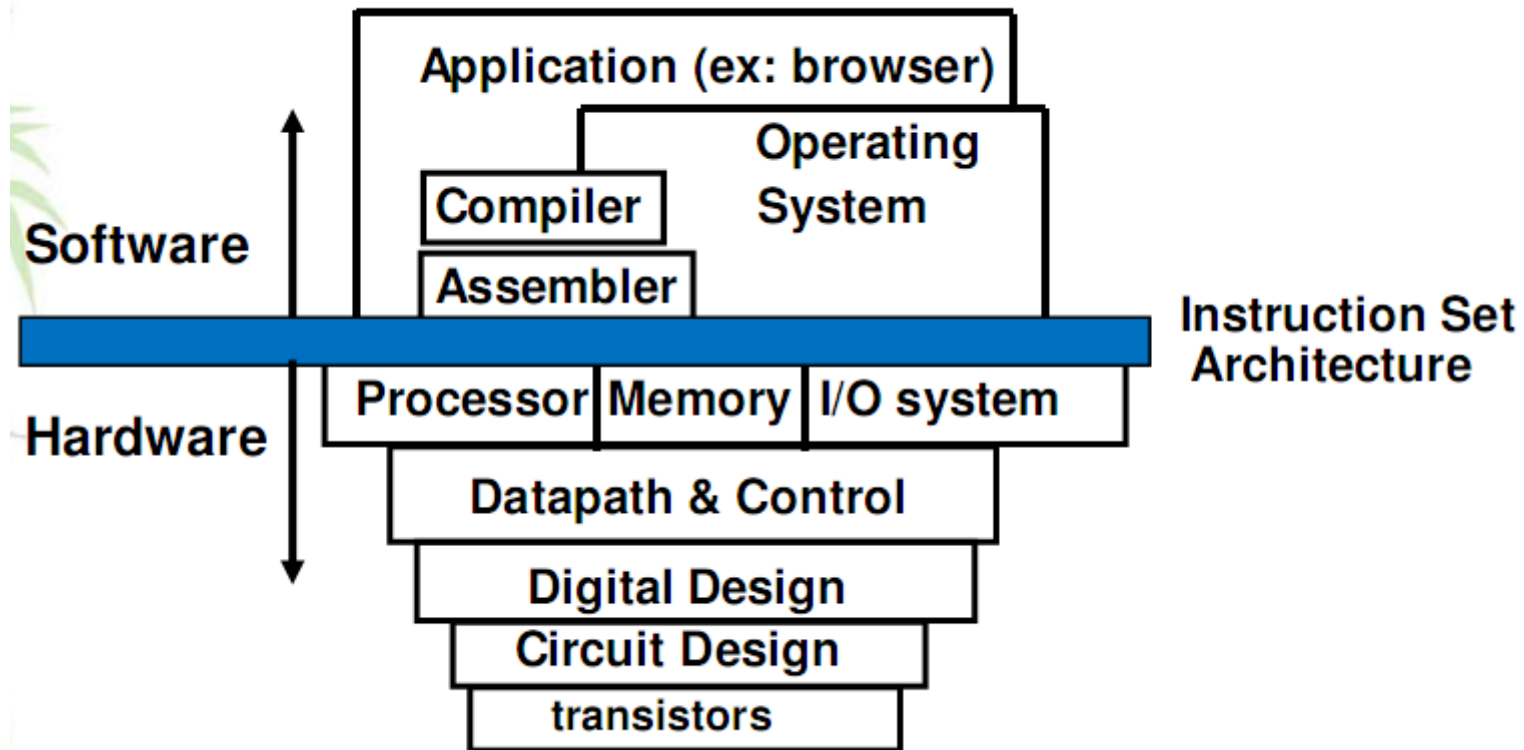 Application (ex: browser)
Operating
System
Compiler
Assembler
Software
Instruction Set
Architecture
Hardware
Processor
Memory
I/O system
Datapath & Control
Digital Design
Circuit Design
transistors